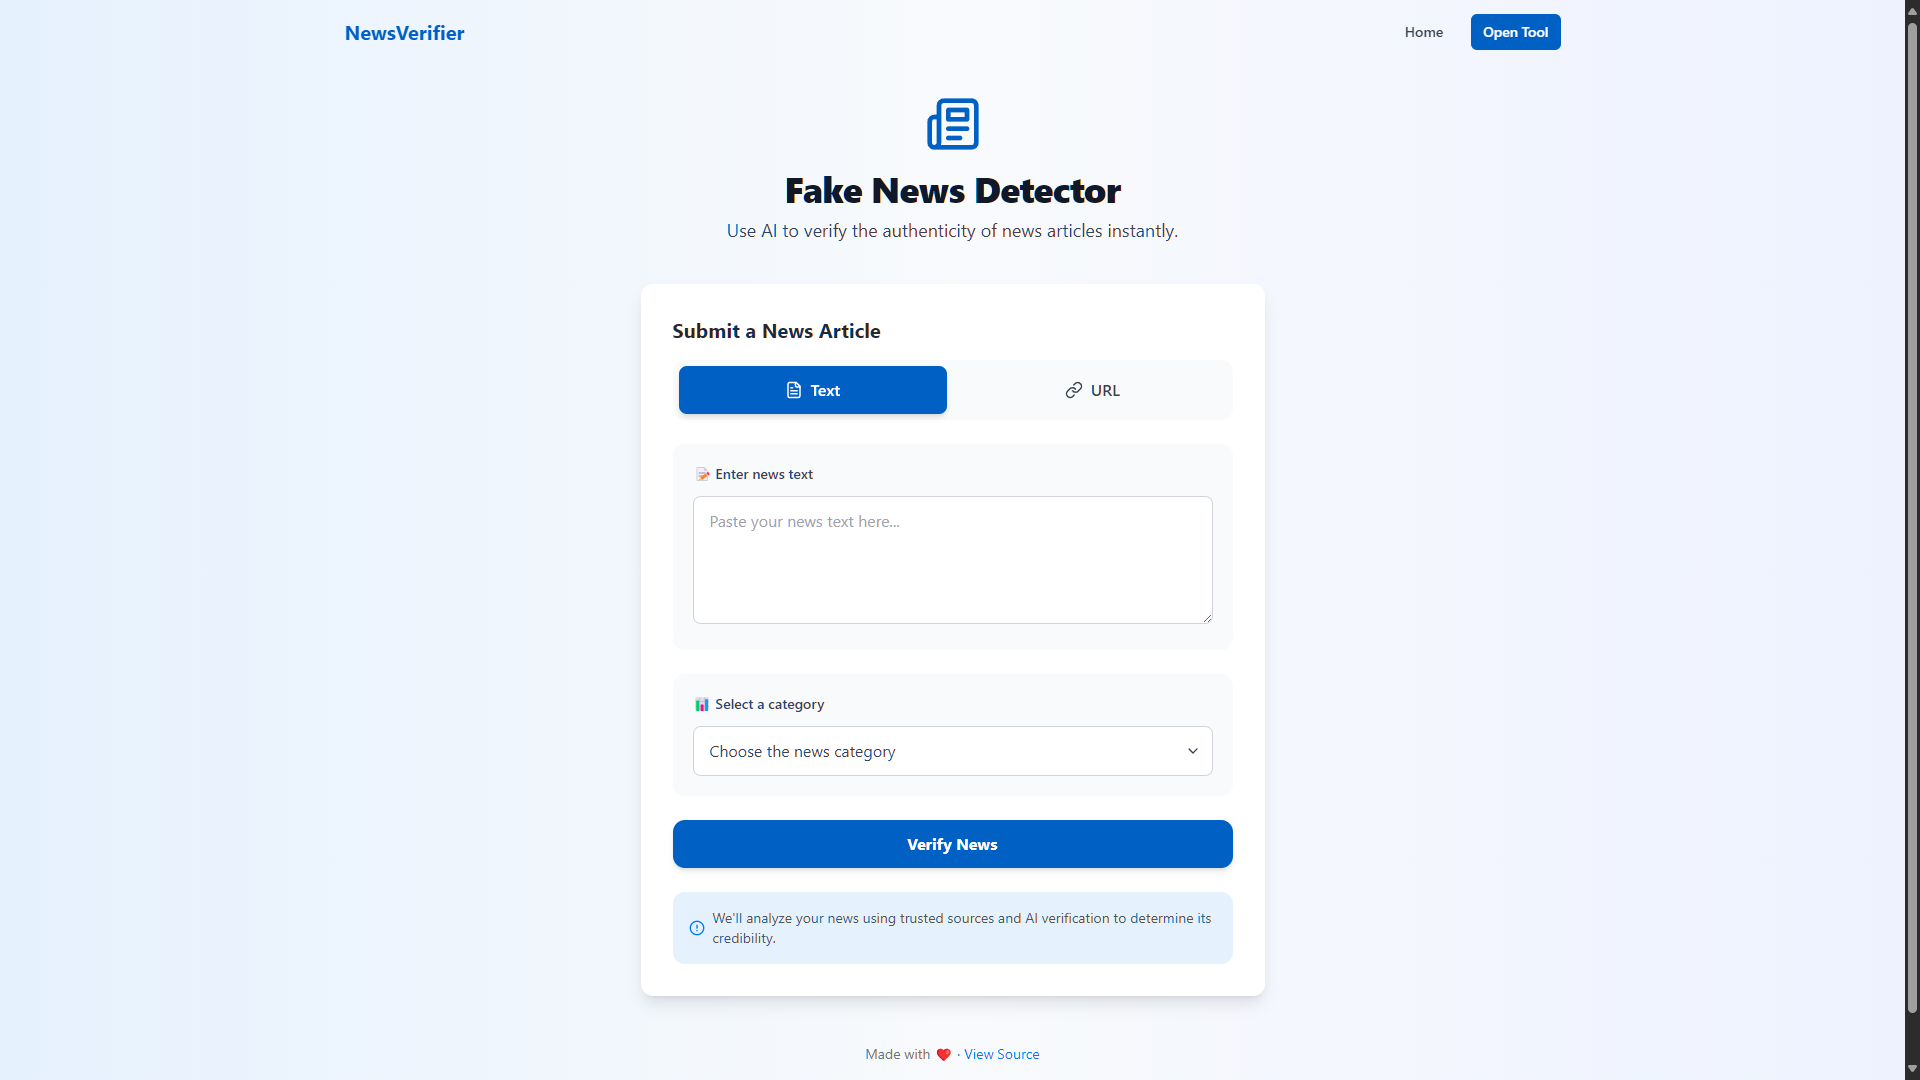 NewsVerifier
Home
Open Tool
Fake News Detector
Use AI to verify the authenticity of news articles instantly.
Submit a News Article
Text
URL
📝 Enter news text
Paste your news text here...
📊 Select a category
Choose the news category
Verify News
We'll analyze your news using trusted sources and AI verification to determine its
credibility.
Made with ❤️ · View Source